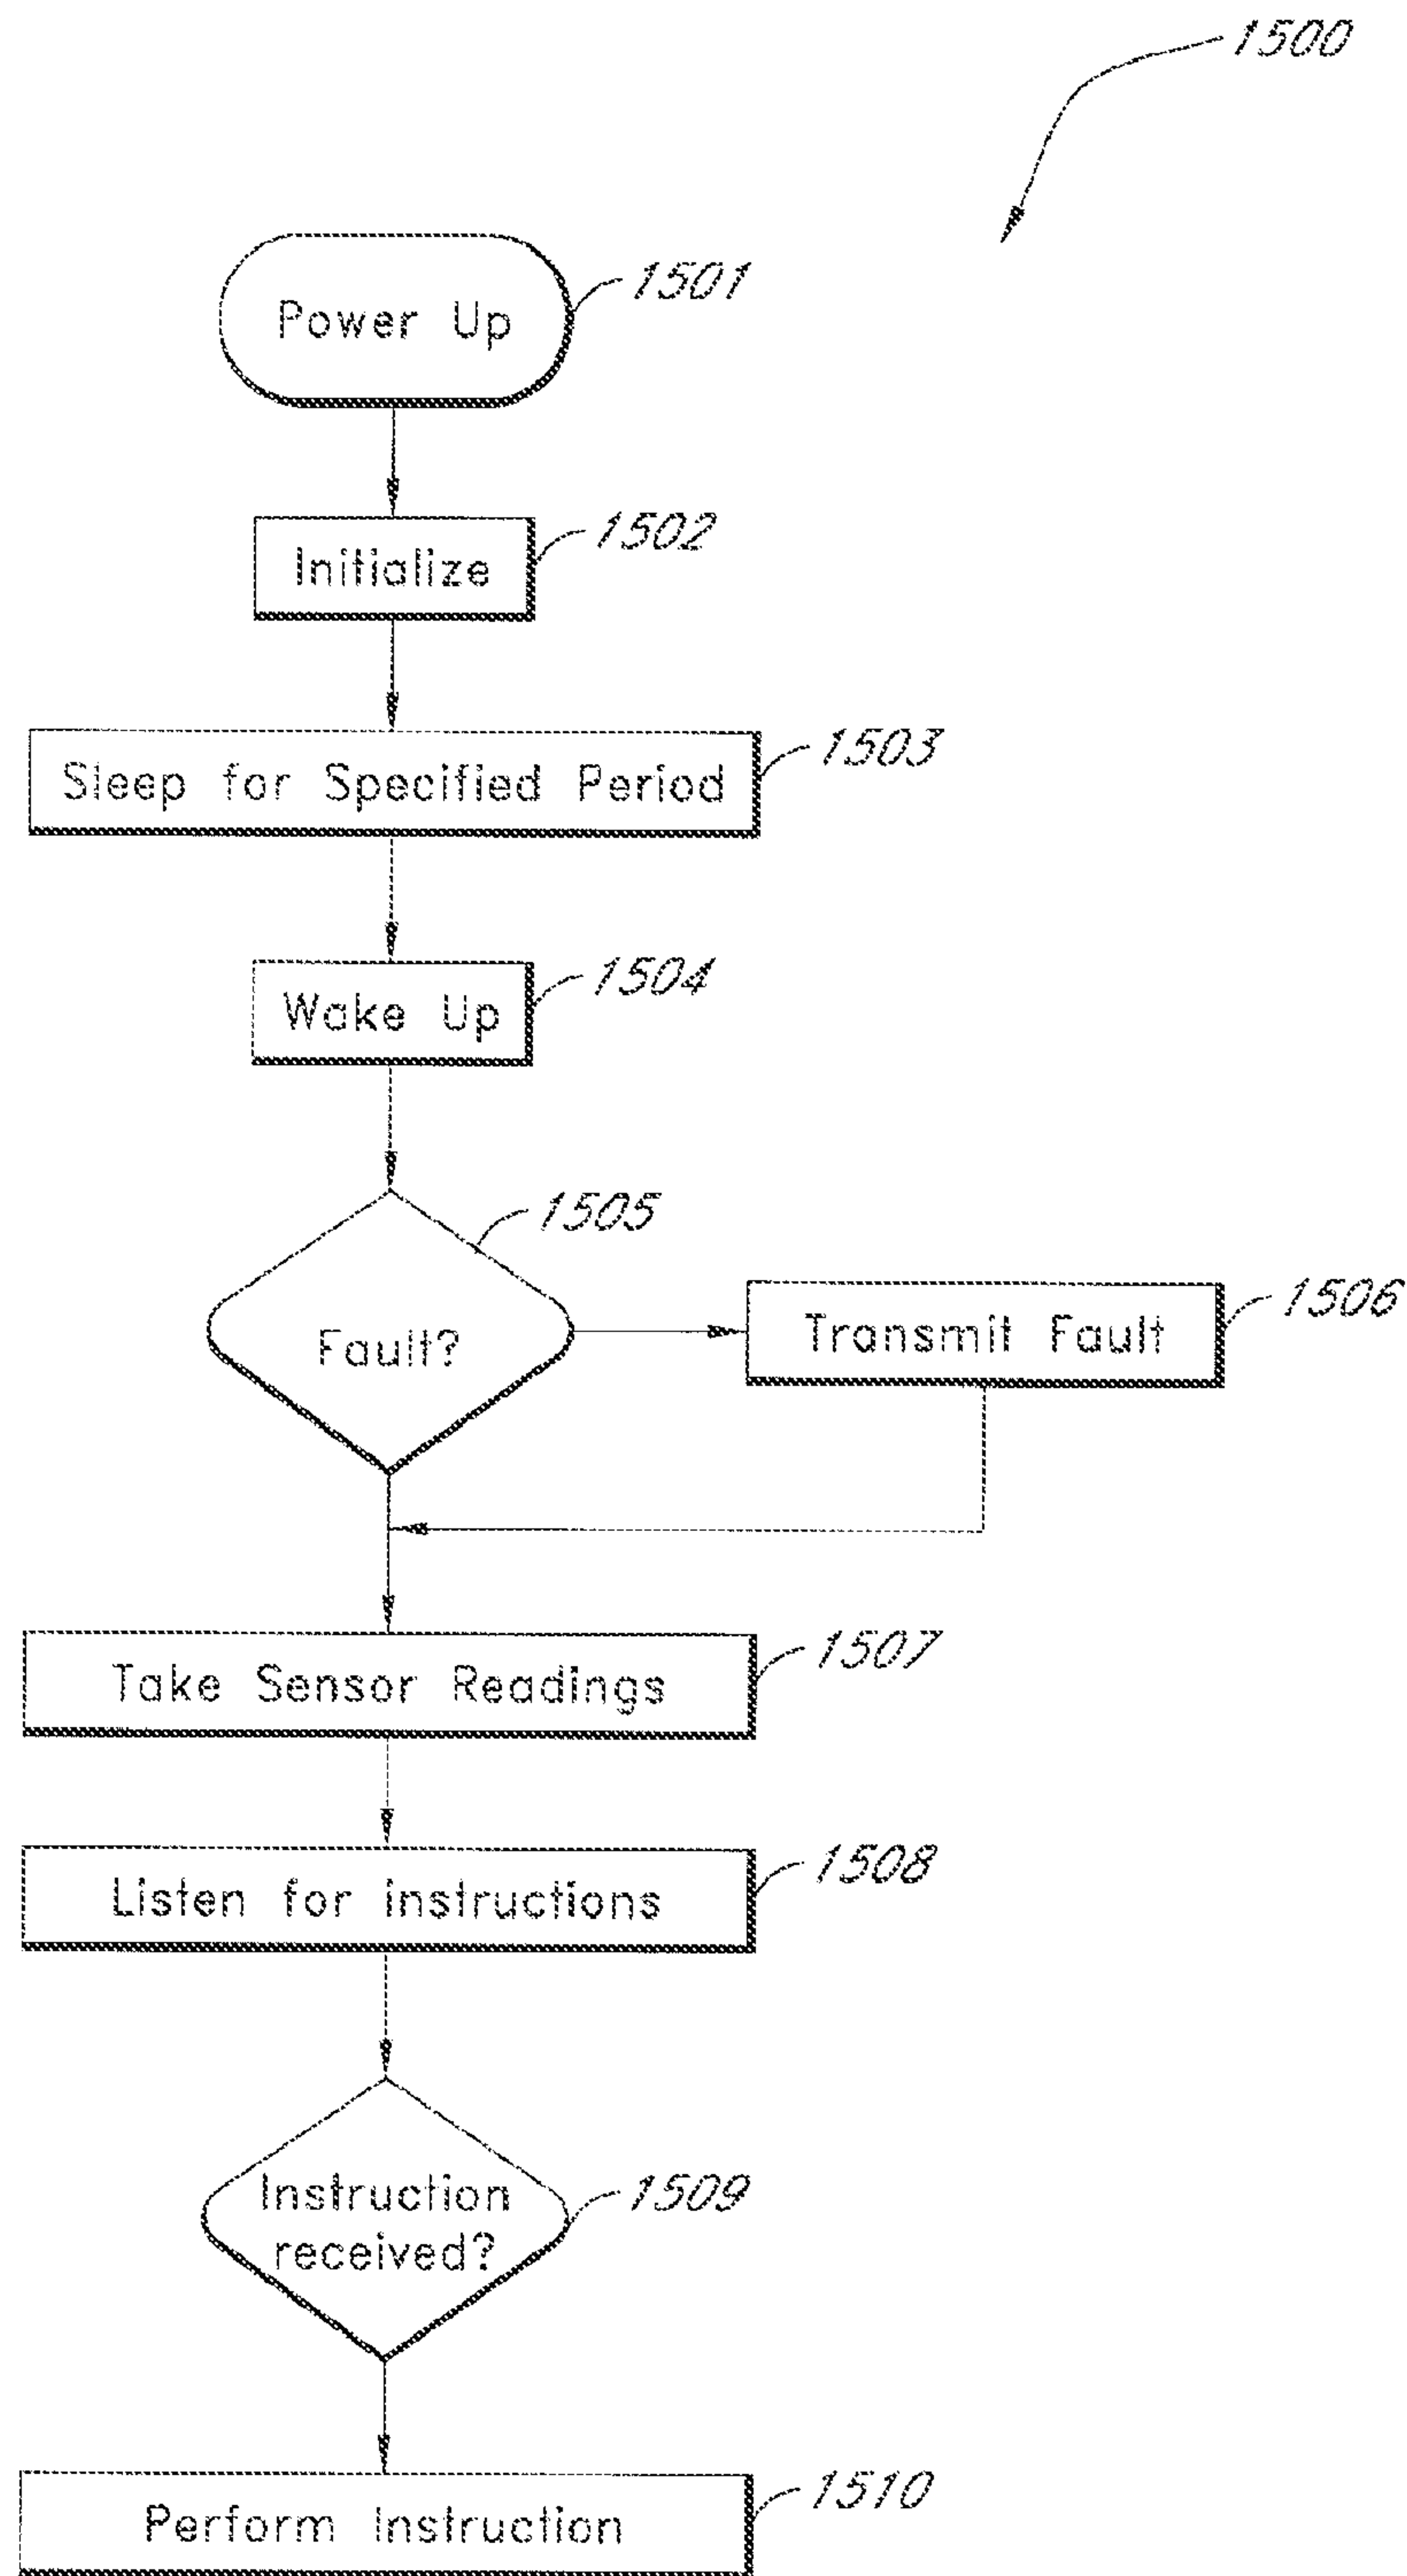 1500
Power Up
1501
Initialize
1502
Sleep for Specified Period
1503
Wake Up
1504
1505
Fault?
Transmit Fault
1506
Take Sensor Readings
1507
Listen for instructions
1508
Instruction
received?
1509
Perform Instruction
1510